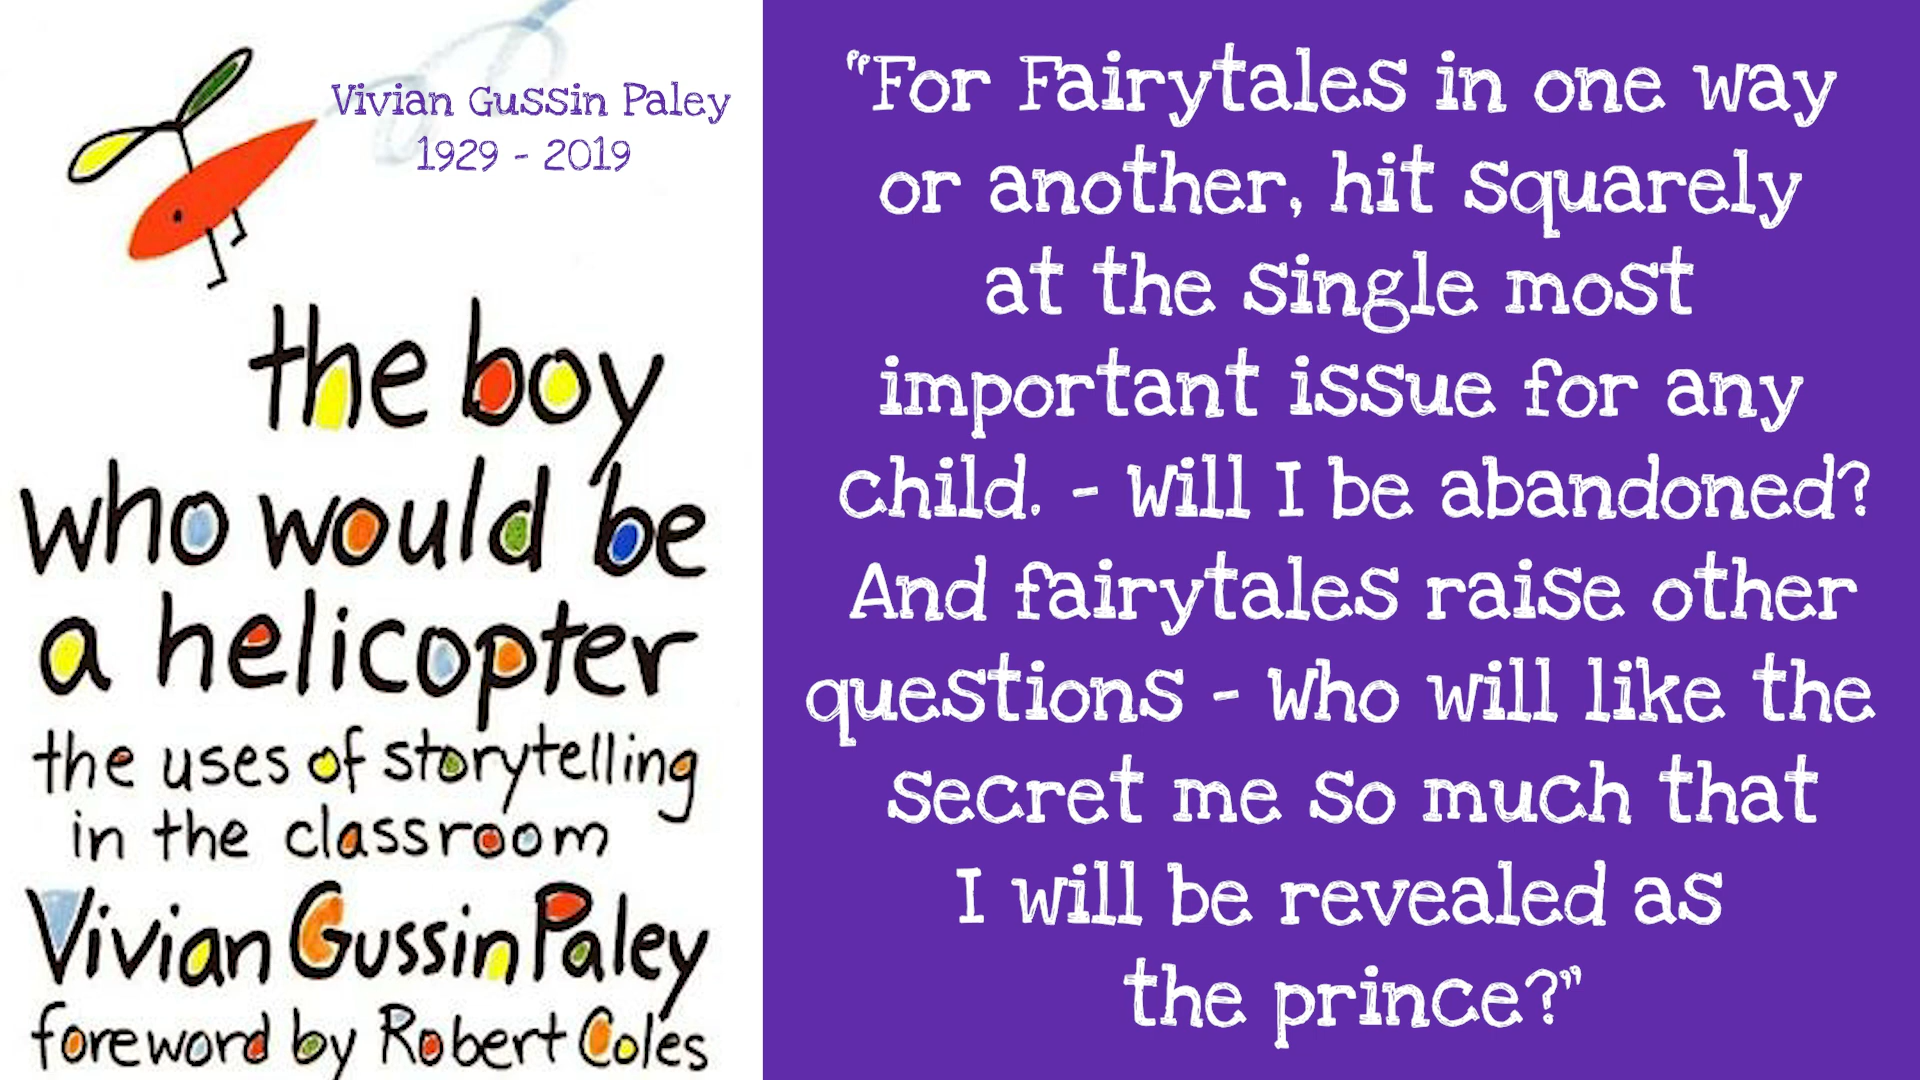 Vivian Gussin Paley
1929 - 2019
the boy
who would be
a helicopter
the uses of storytelling
in the classroom
Vivian Gussin Paley
foreword by Robert Coles
“For Fairytales in one way
or another, hit squarely
at the single most
important issue for any
child. - Will I be abandoned?
And fairytales raise other
questions - Who will like the
secret me so much that
I will be revealed as
the prince?”